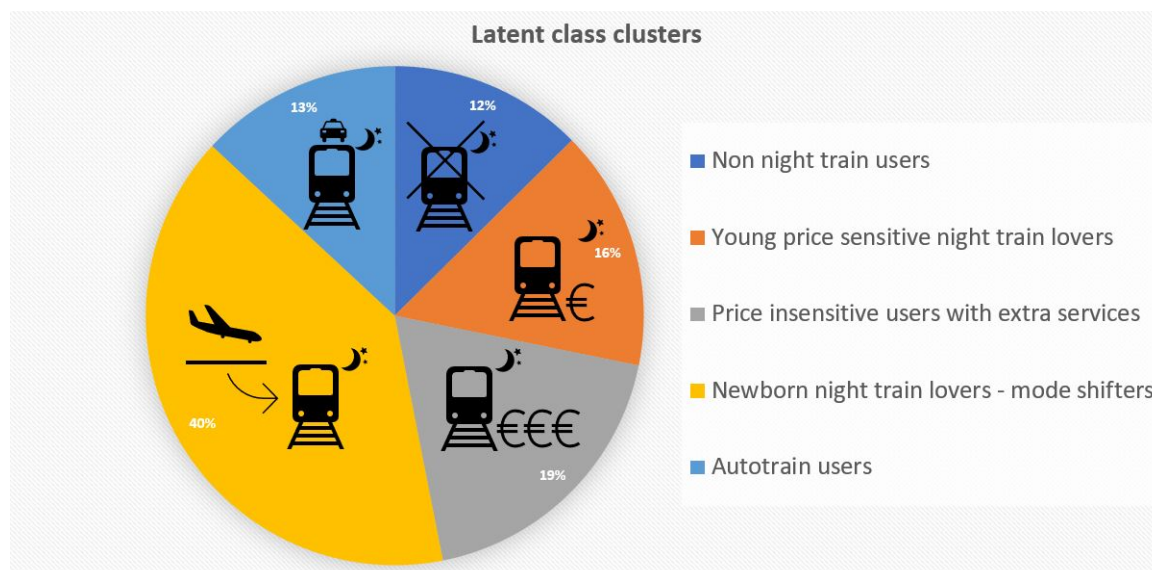 Latent class clusters
13%
12%
16%
€
€€€
19%
40%
Non night train users
Young price sensitive night train lovers
Price insensitive users with extra services
Newborn night train lovers - mode shifters
Autotrain users